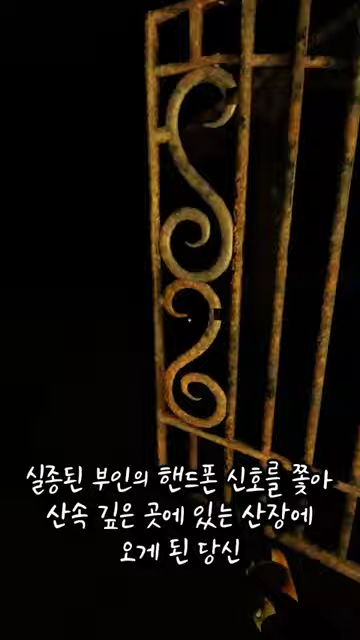 실종된 부인의 핸드폰 신호를 쫓아
산속 깊은 곳에 있는 산장에
오게 된 당신